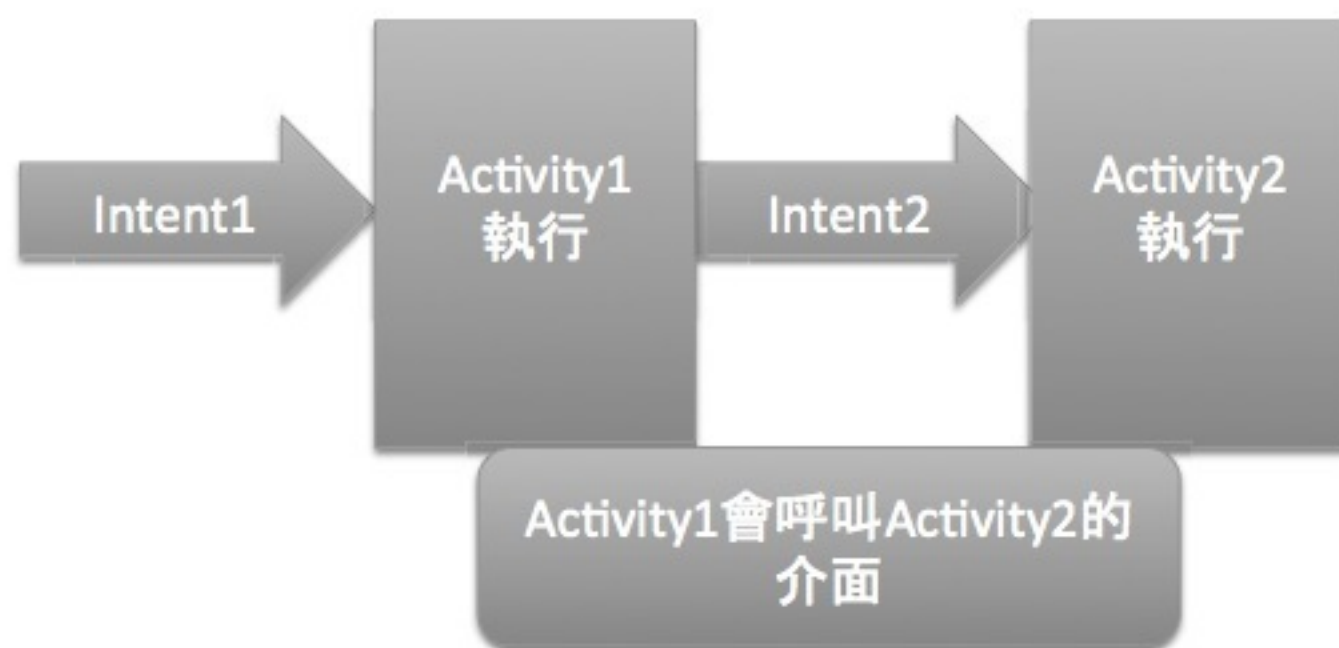 Intent1
Activity1
執行
Intent2
Activity2
執行
Activity1會呼叫Activity2的
介面